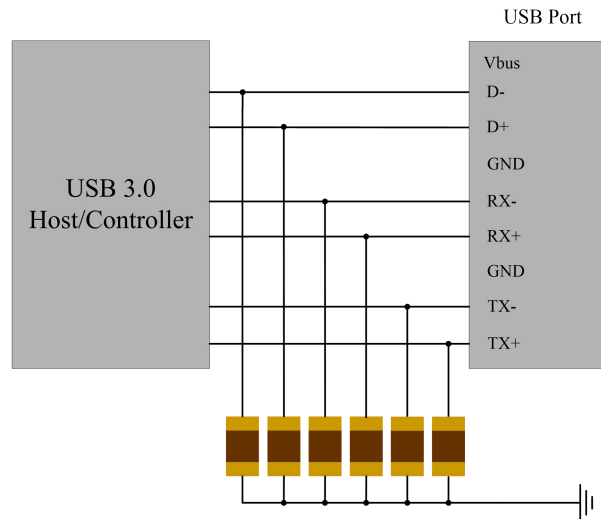 USB Port
USB 3.0
Host/Controller
Vbus
D-
D+
GND
RX-
RX+
GND
TX-
TX+